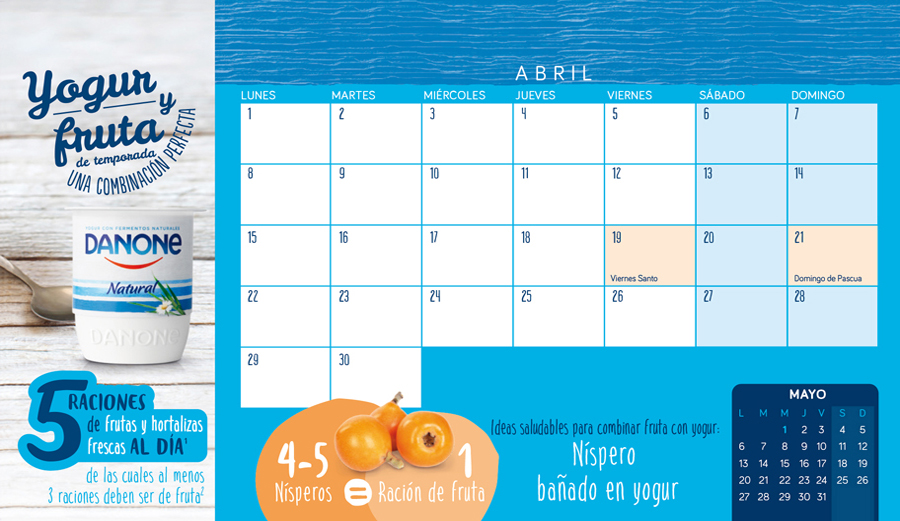 Yogur y
fruta
de temporada
UNA COMBINACIÓN PERFECTA
YOGUR CON FERMENTOS NATURALES
DANONE
Natural
DANONE
5 RACIONES
de frutas y hortalizas
frescas AL DÍA¹
de las cuales al menos
3 raciones deben ser de fruta²
ABRIL
LUNES MARTES MIÉRCOLES JUEVES VIERNES SÁBADO DOMINGO
1 2 3 4 5 6 7
8 9 10 11 12 13 14
15 16 17 18 19 20 21
Viernes Santo Domingo de Pascua
22 23 24 25 26 27 28
29 30
4-5 Nísperos = 1 Ración de fruta
Ideas saludables para combinar fruta con yogur:
Níspero
bañado en yogur
MAYO
L M M J V S D
1 2 3 4 5
6 7 8 9 10 11 12
13 14 15 16 17 18 19
20 21 22 23 24 25 26
27 28 29 30 31